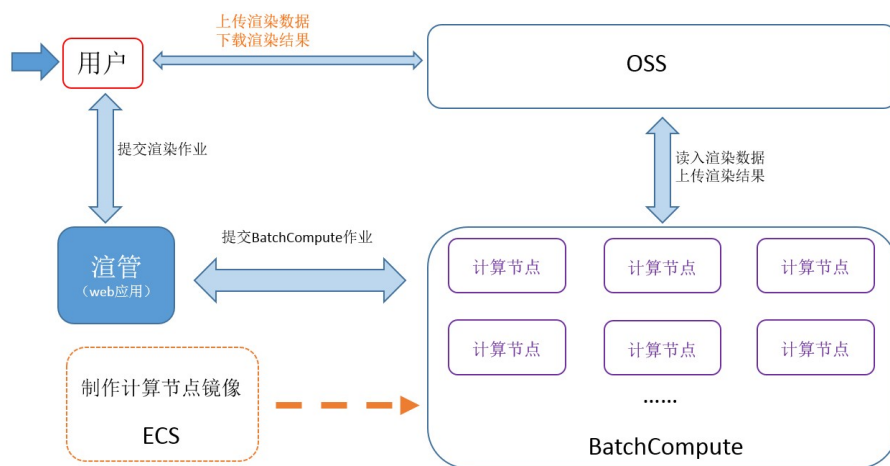 上传渲染数据
下载渲染结果
用户
OSS
提交渲染作业
读入渲染数据
上传渲染结果
提交BatchCompute作业
渲管
（web应用）
计算节点
计算节点
计算节点
计算节点
计算节点
计算节点
……
BatchCompute
制作计算节点镜像
ECS